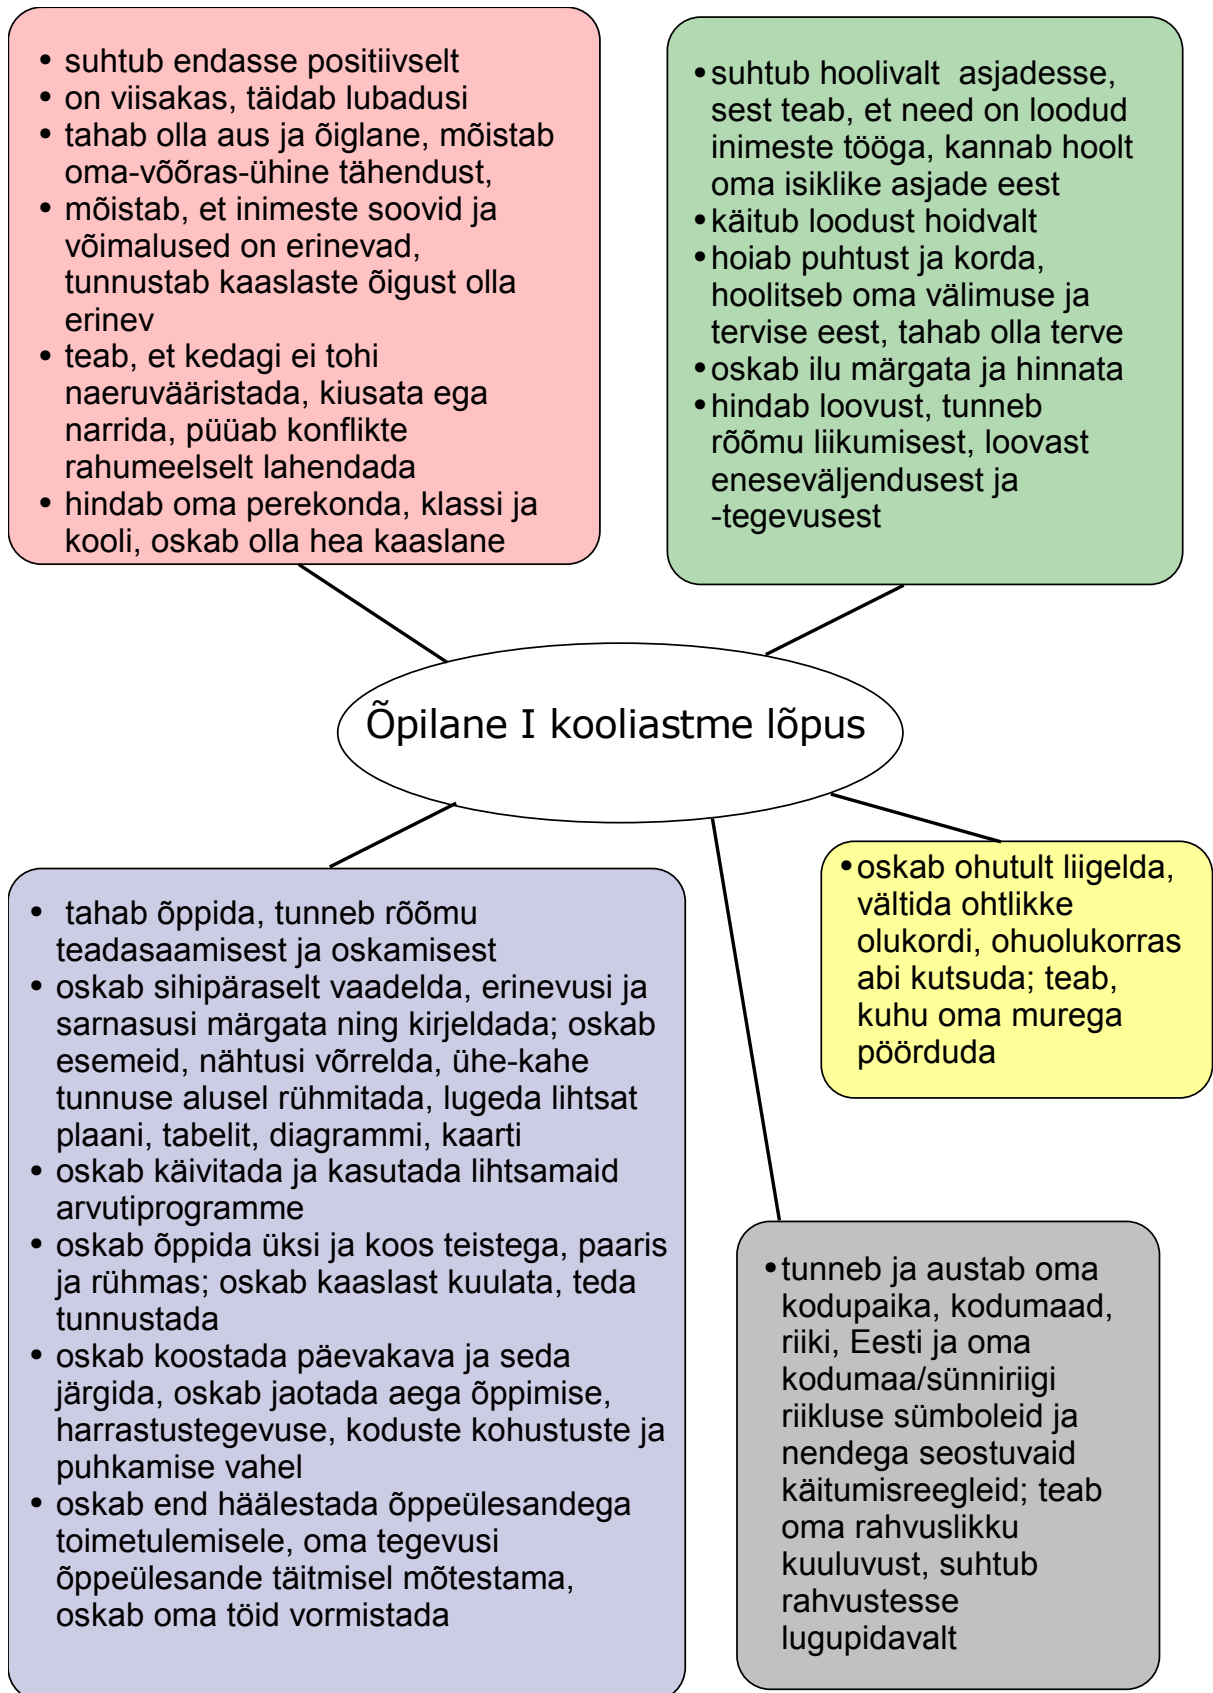 • suhtub endasse positiivselt
• on viisakas, täidab lubadusi
• tahab olla aus ja õiglane, mõistab
oma-võõras-ühine tähendust,
• mõistab, et inimeste soovid ja
võimalused on erinevad,
tunnustab kaaslaste õigust olla
erinev
• teab, et kedagi ei tohi
naeruvääristada, kiusata ega
narrida, püüab konflikte
rahumeelselt lahendada
• hindab oma perekonda, klassi ja
kooli, oskab olla hea kaaslane
• suhtub hoolivalt asjadesse,
sest teab, et need on loodud
inimeste tööga, kannab hoolt
oma isiklike asjade eest
• käitub loodust hoidvalt
• hoiab puhtust ja korda,
hoolitseb oma välimuse ja
tervise eest, tahab olla terve
• oskab ilu märgata ja hinnata
• hindab loovust, tunneb
rõõmu liikumisest, loovast
eneseväljendusest ja
-tegevusest
Õpilane I kooliastme lõpus
• tahab õppida, tunneb rõõmu
teadasaamisest ja oskamisest
• oskab sihipäraselt vaadelda, erinevusi ja
sarnasusi märgata ning kirjeldada; oskab
esemeid, nähtusi võrrelda, ühe-kahe
tunnuse alusel rühmitada, lugeda lihtsat
plaani, tabelit, diagrammi, kaarti
• oskab käivitada ja kasutada lihtsamaid
arvutiprogramme
• oskab õppida üksi ja koos teistega, paaris
ja rühmas; oskab kaaslast kuulata, teda
tunnustada
• oskab koostada päevakava ja seda
järgida, oskab jaotada aega õppimise,
harrastustegevuse, koduste kohustuste ja
puhkamise vahel
• oskab end häälestada õppeülesandega
toimetulemisele, oma tegevusi
õppeülesande täitmisel mõtestama,
oskab oma töid vormistada
• oskab ohutult liigelda,
vältida ohtlikke
olukordi, ohuolukorras
abi kutsuda; teab,
kuhu oma murega
pöörduda
• tunneb ja austab oma
kodupaika, kodumaad,
riiki, Eesti ja oma
kodumaa/sünniriigi
riikluse sümboleid ja
nendega seostuvaid
käitumisreegleid; teab
oma rahvuslikku
kuuluvust, suhtub
rahvustesse
lugupidavalt